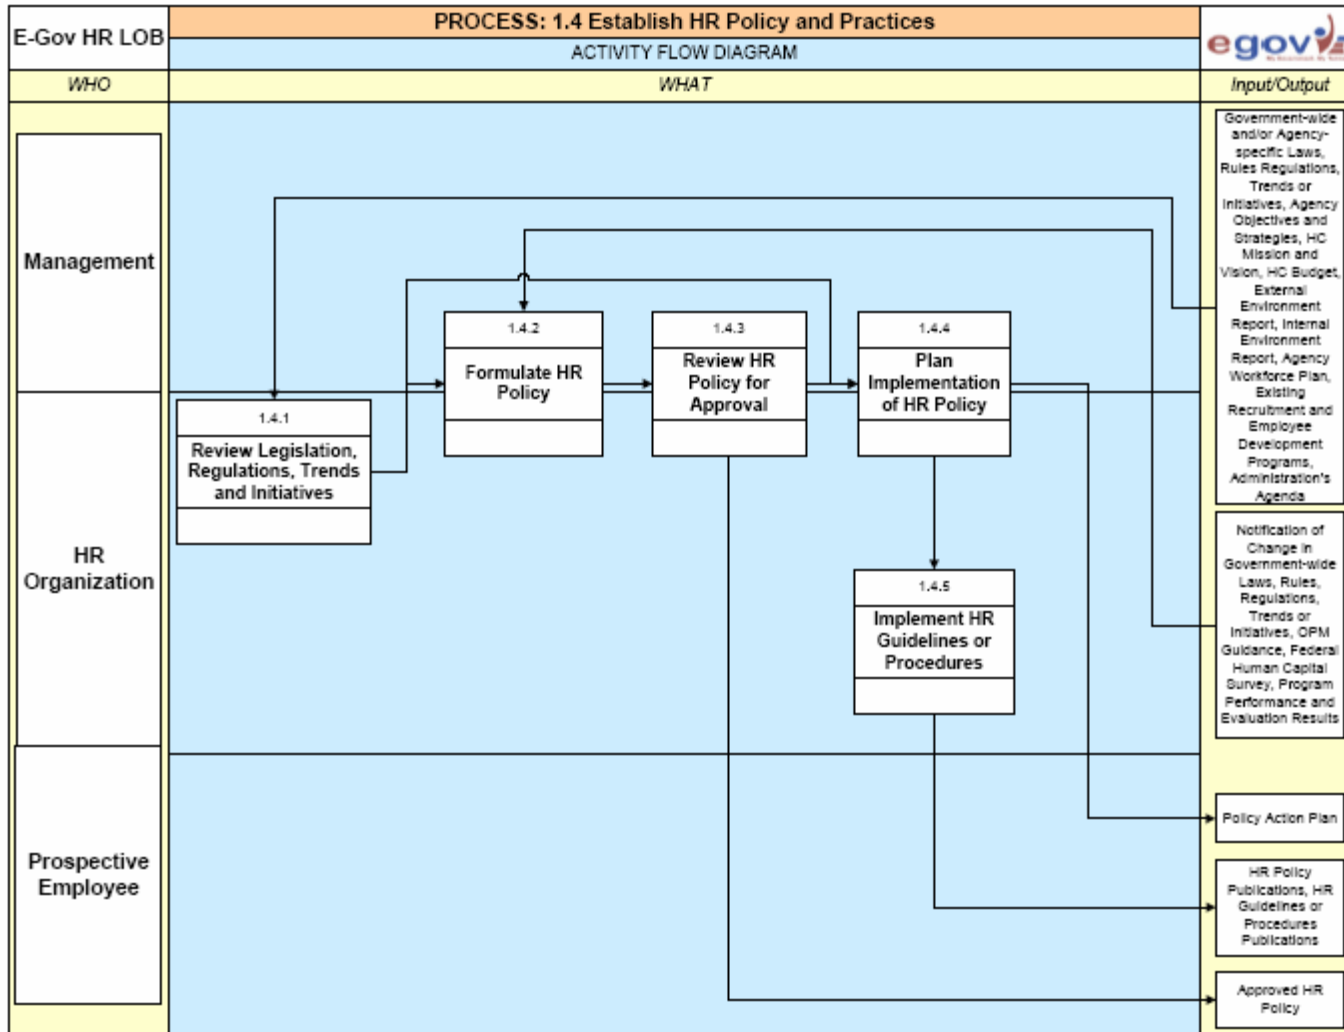 E-Gov HR LOB
PROCESS: 1.4 Establish HR Policy and Practices
ACTIVITY FLOW DIAGRAM
egov
WHO
WHAT
Input/Output
Management
HR
Organization
Prospective
Employee
1.4.1
Review Legislation,
Regulations, Trends
and Initiatives
1.4.2
Formulate HR
Policy
1.4.3
Review HR
Policy for
Approval
1.4.4
Plan
Implementation
of HR Policy
1.4.5
Implement HR
Guidelines or
Procedures
Government-wide
and/or Agency-
specific Laws,
Rules Regulations,
Trends or
Initiatives, Agency
Objectives and
Strategies, HC
Mission and
Vision, HC Budget,
External
Environment
Report, Internal
Environment
Report, Agency
Workforce Plan,
Existing
Recruitment and
Employee
Development
Programs,
Administration's
Agenda
Notification of
Change in
Government-wide
Laws, Rules,
Regulations,
Trends or
Initiatives, OPM
Guidance, Federal
Human Capital
Survey, Program
Performance and
Evaluation Results
Policy Action Plan
HR Policy
Publications, HR
Guidelines or
Procedures
Publications
Approved HR
Policy